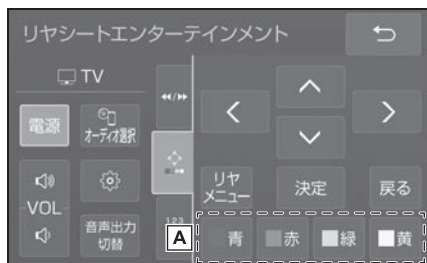 リヤシートエンターテインメント
TV
電源
オーディオ選択
VOL
音声出力
切替
123
リヤ
メニュー
決定
戻る
A
青
赤
緑
黄